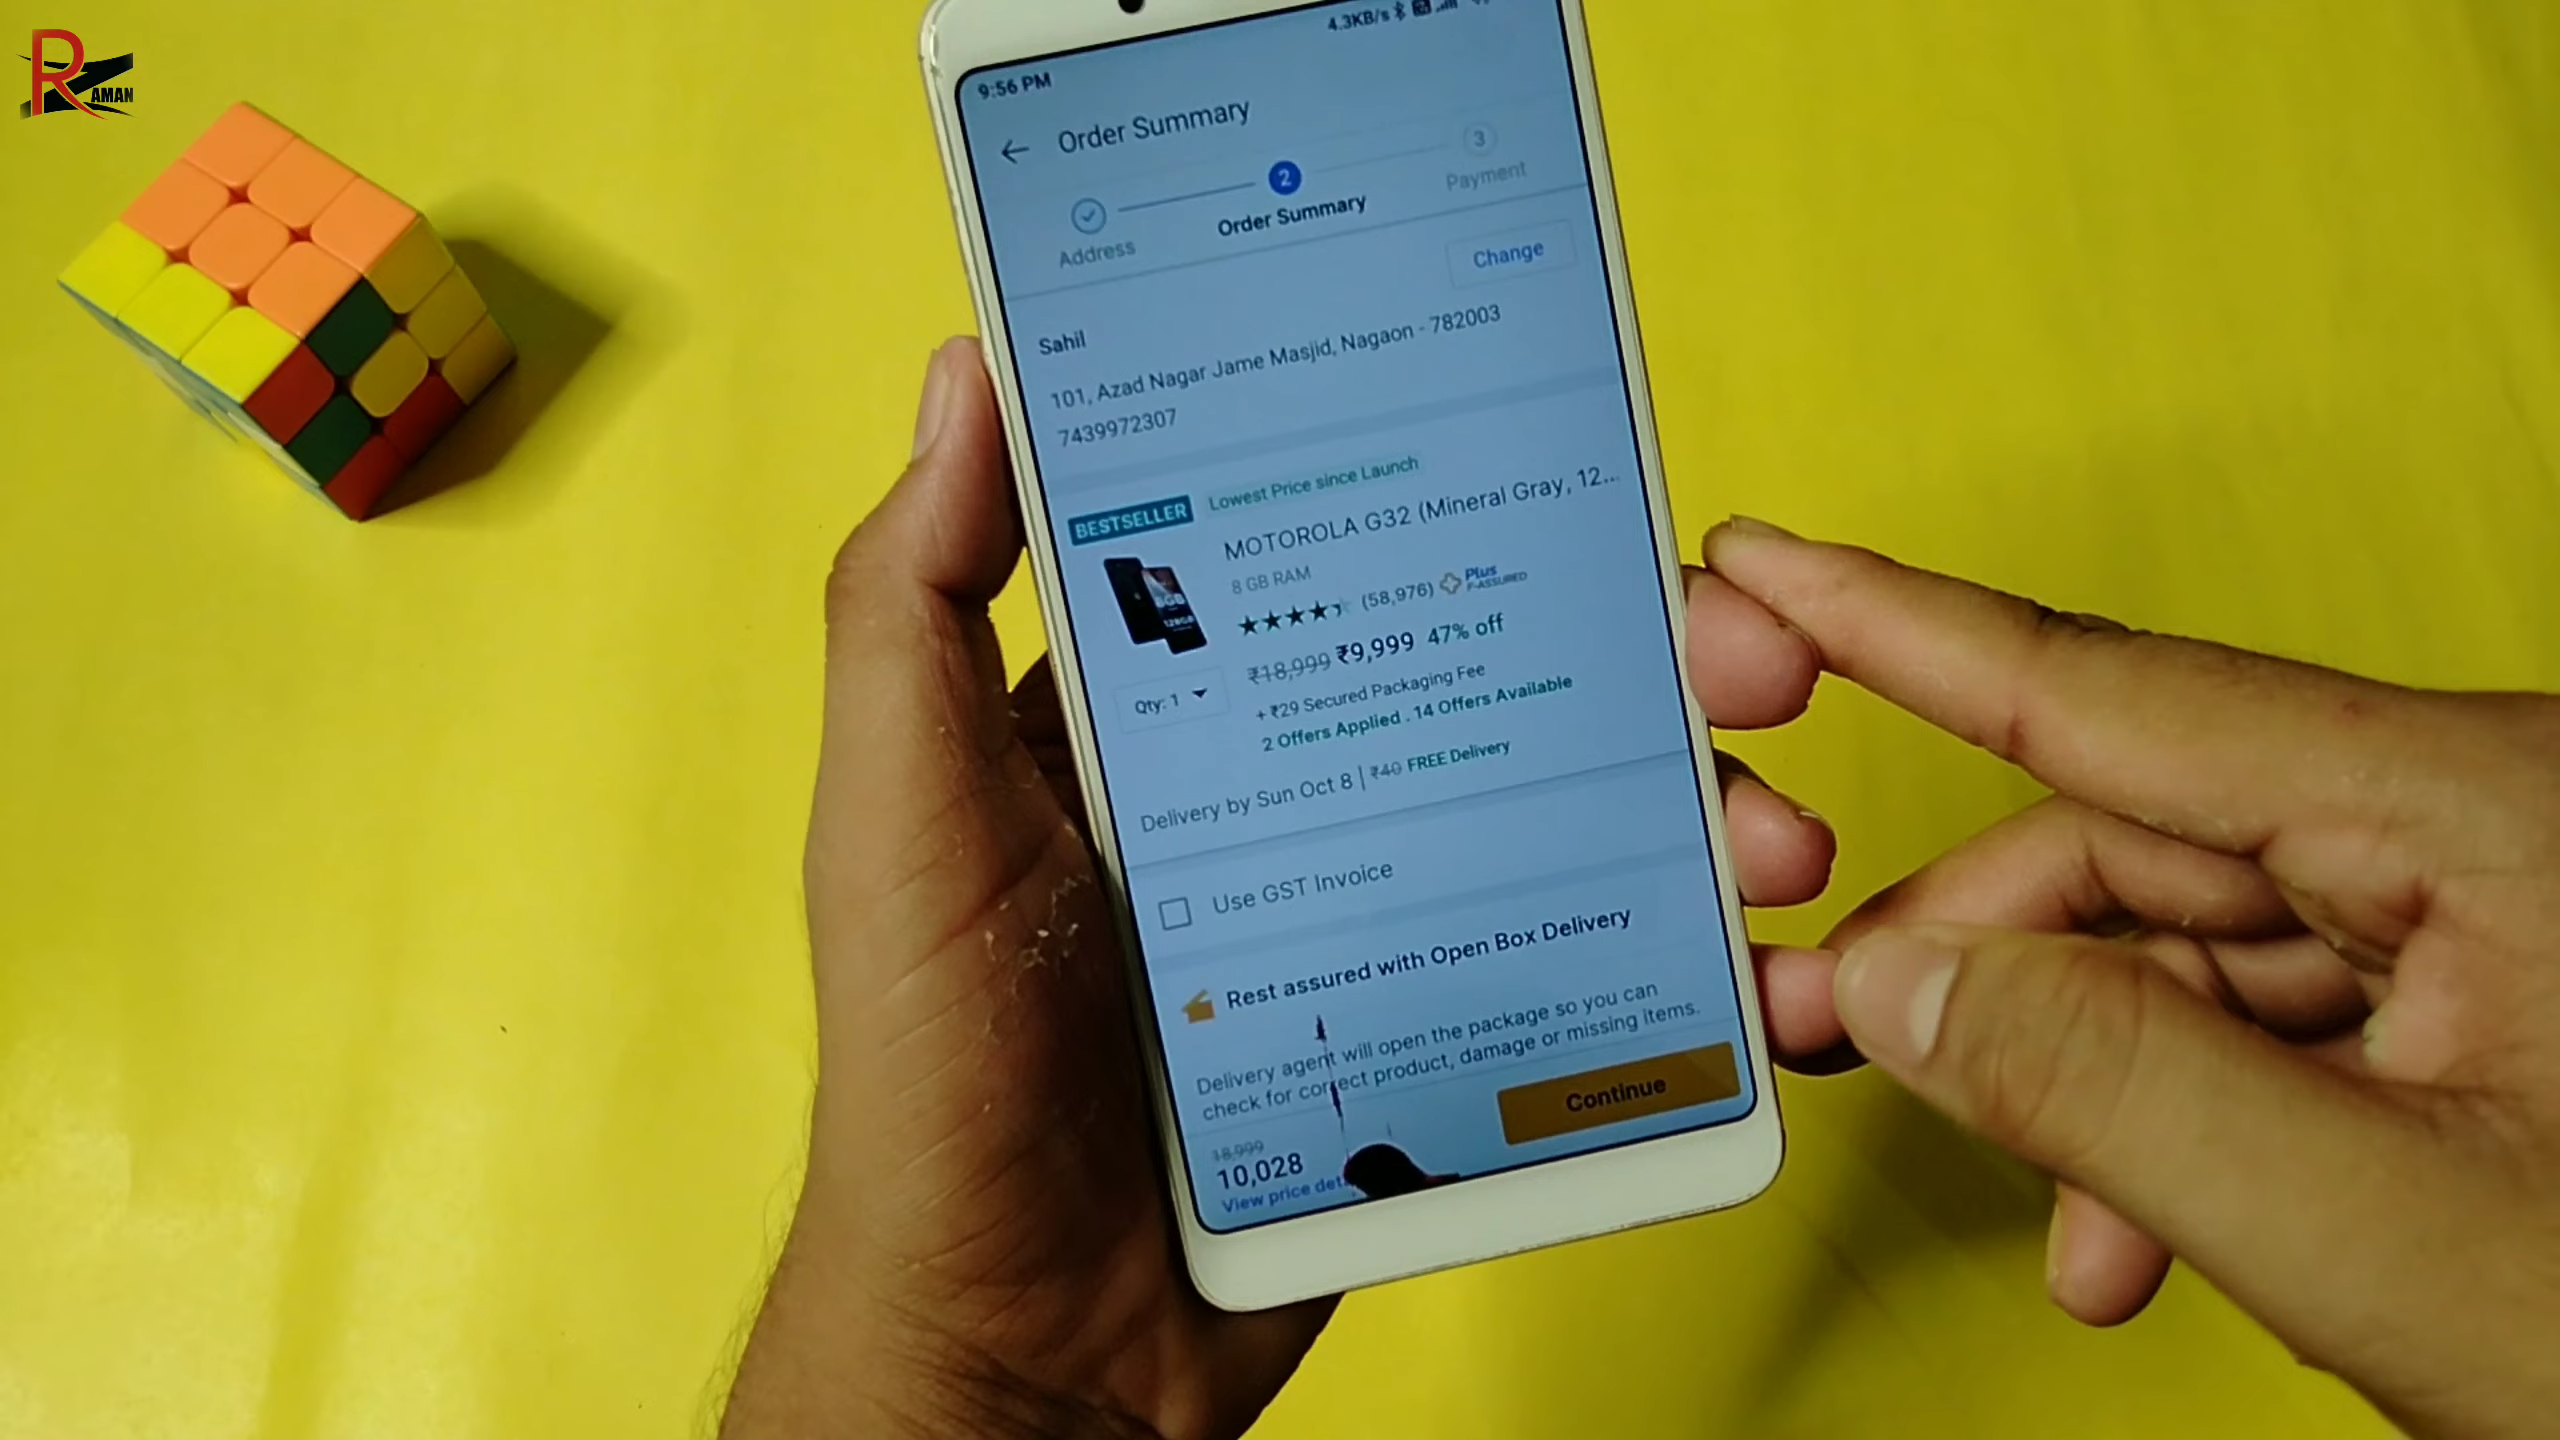 RAMAN
9:56 PM
4.3KB/s
Order Summary
2
3
Address
Order Summary
Payment
Change
Sahil
101, Azad Nagar Jame Masjid, Nagaon - 782003
7439972307
BESTSELLER Lowest Price since Launch
MOTOROLA G32 (Mineral Gray, 12...
8 GB RAM
(58,976) Plus F-ASSURED
₹18,999 ₹9,999 47% off
Qty: 1
+ ₹29 Secured Packaging Fee
2 Offers Applied . 14 Offers Available
Delivery by Sun Oct 8 | ₹40 FREE Delivery
Use GST Invoice
Rest assured with Open Box Delivery
Delivery agent will open the package so you can
check for correct product, damage or missing items.
18,999
10,028
View price
Continue
8GB
128GB